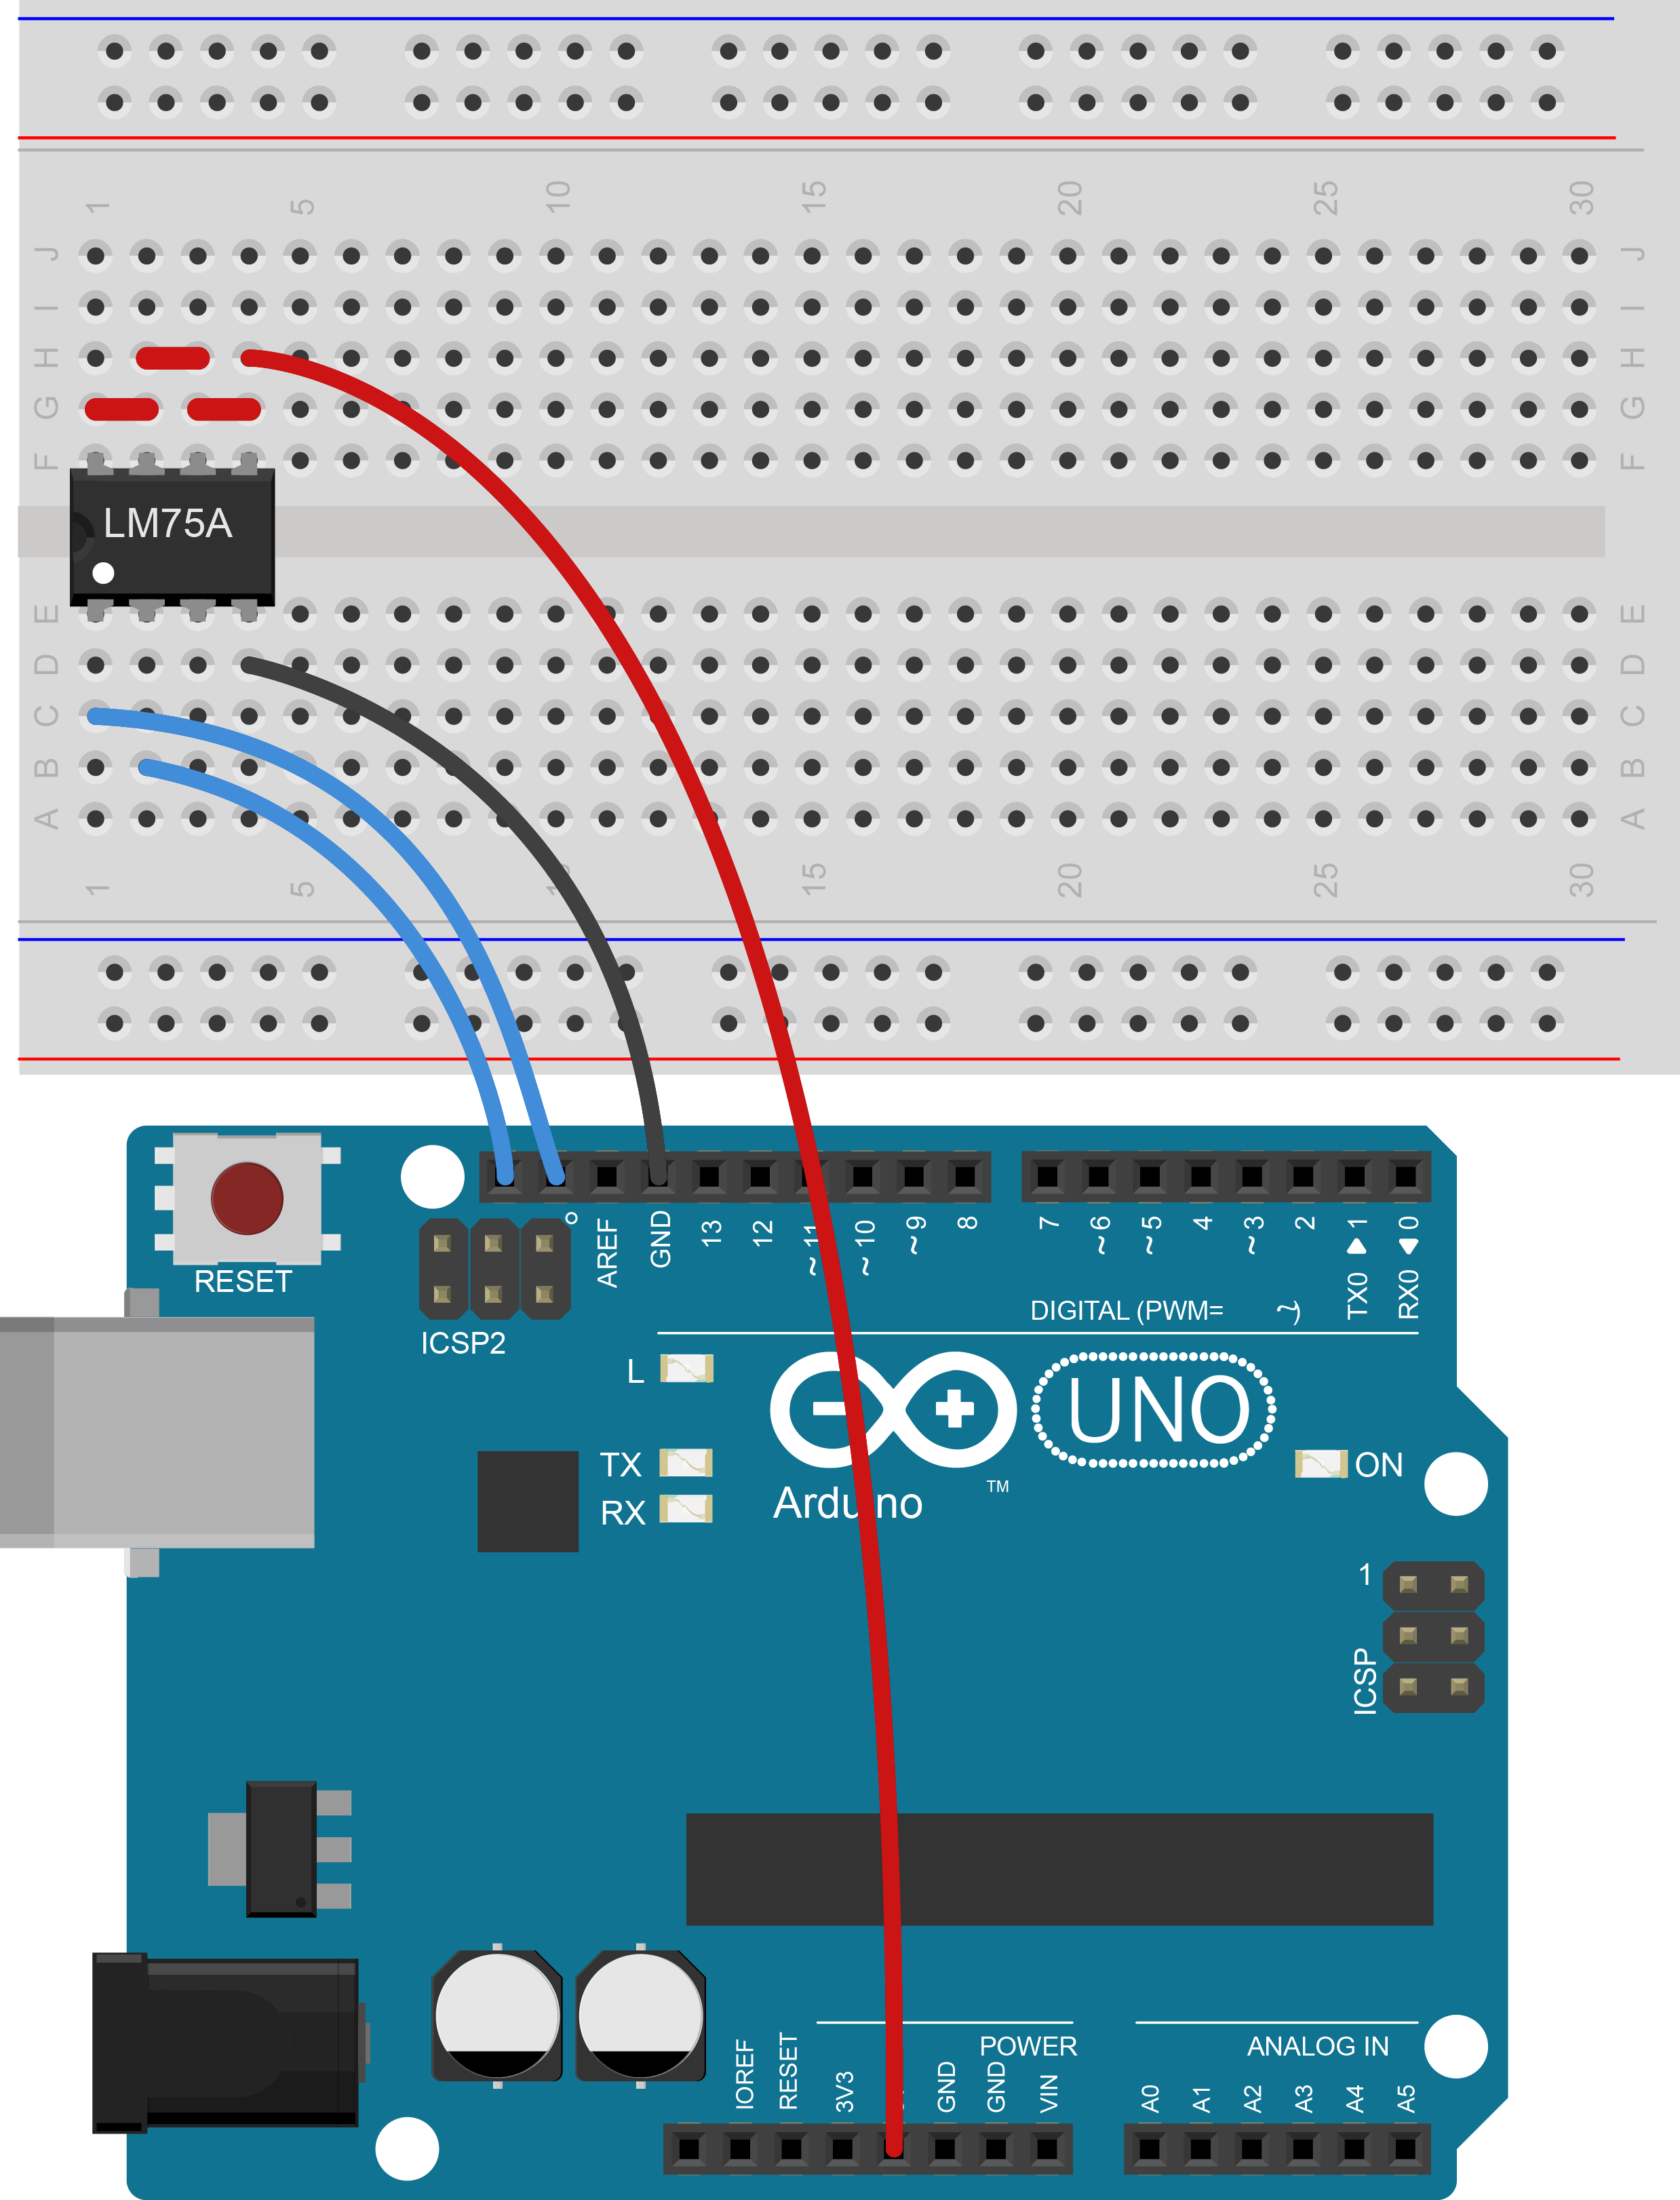 1 5 10 15 20 25 30
J J
I I
H H
G G
F F
LM75A
E E
D D
C C
B B
A A
1 5 15 20 25 30
RESET
ICSP2
AREF GND 13 12 ~11 ~10 ~9 8 7 ~6 ~5 4 ~3 2 TX0 ▶ 1 RX0 ◀ 0
DIGITAL (PWM= ~)
L
TX
RX
UNO
Arduino
TM
ON
1
ICSP
POWER
ANALOG IN
IOREF RESET 3V3 GND GND VIN A0 A1 A2 A3 A4 A5